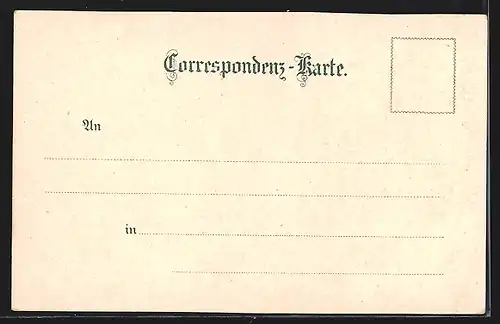 Correspondenz-Karte.
An
in